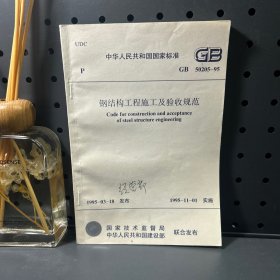 UDC
中华人民共和国国家标准
GB
P
GB 50205-95
钢结构工程施工及验收规范
Code for construction and acceptance
of steel structure engineering
1995-03-18 发布
1995-11-01 实施
国家技术监督局
中华人民共和国建设部
联合发布